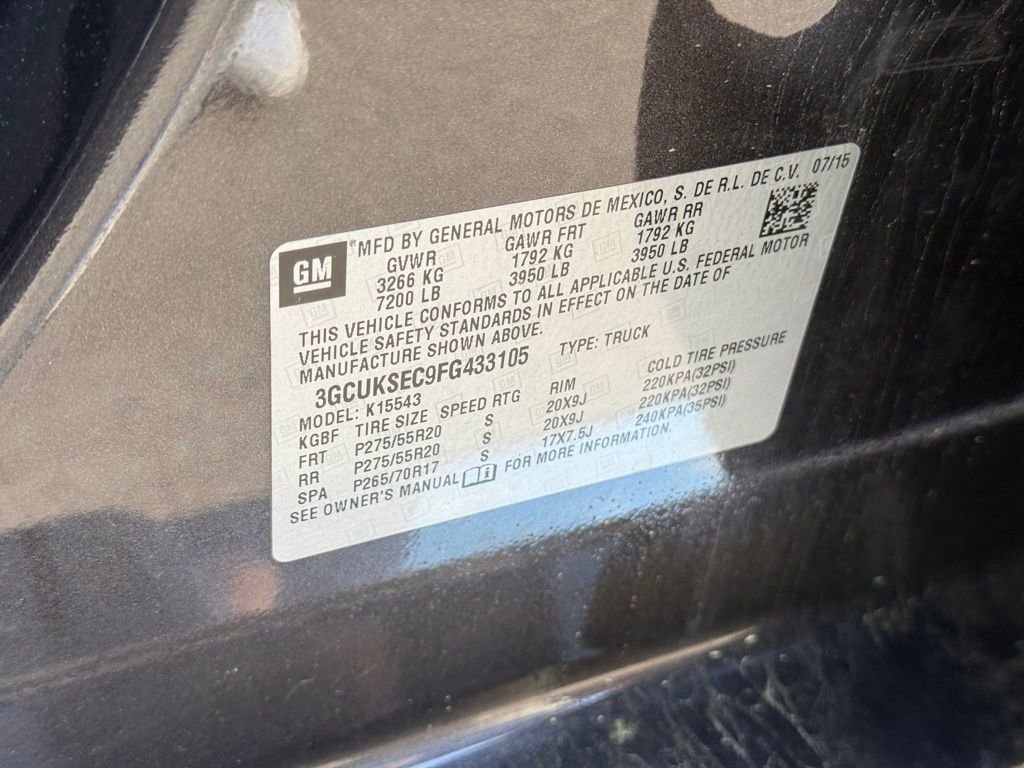 GM
®MFD BY GENERAL MOTORS DE MEXICO, S. DE R.L. DE C.V. 07/15
GVWR GAWR FRT GAWR RR
3266 KG 1792 KG 1792 KG
7200 LB 3950 LB 3950 LB
THIS VEHICLE CONFORMS TO ALL APPLICABLE U.S. FEDERAL MOTOR
VEHICLE SAFETY STANDARDS IN EFFECT ON THE DATE OF
MANUFACTURE SHOWN ABOVE.
3GCUKSEC9FG433105 TYPE: TRUCK
MODEL: K15543
KGBF TIRE SIZE SPEED RTG RIM COLD TIRE PRESSURE
FRT P275/55R20 S 20X9J 220KPA(32PSI)
RR P275/55R20 S 20X9J 220KPA(32PSI)
SPA P265/70R17 S 17X7.5J 240KPA(35PSI)
SEE OWNER'S MANUAL FOR MORE INFORMATION.